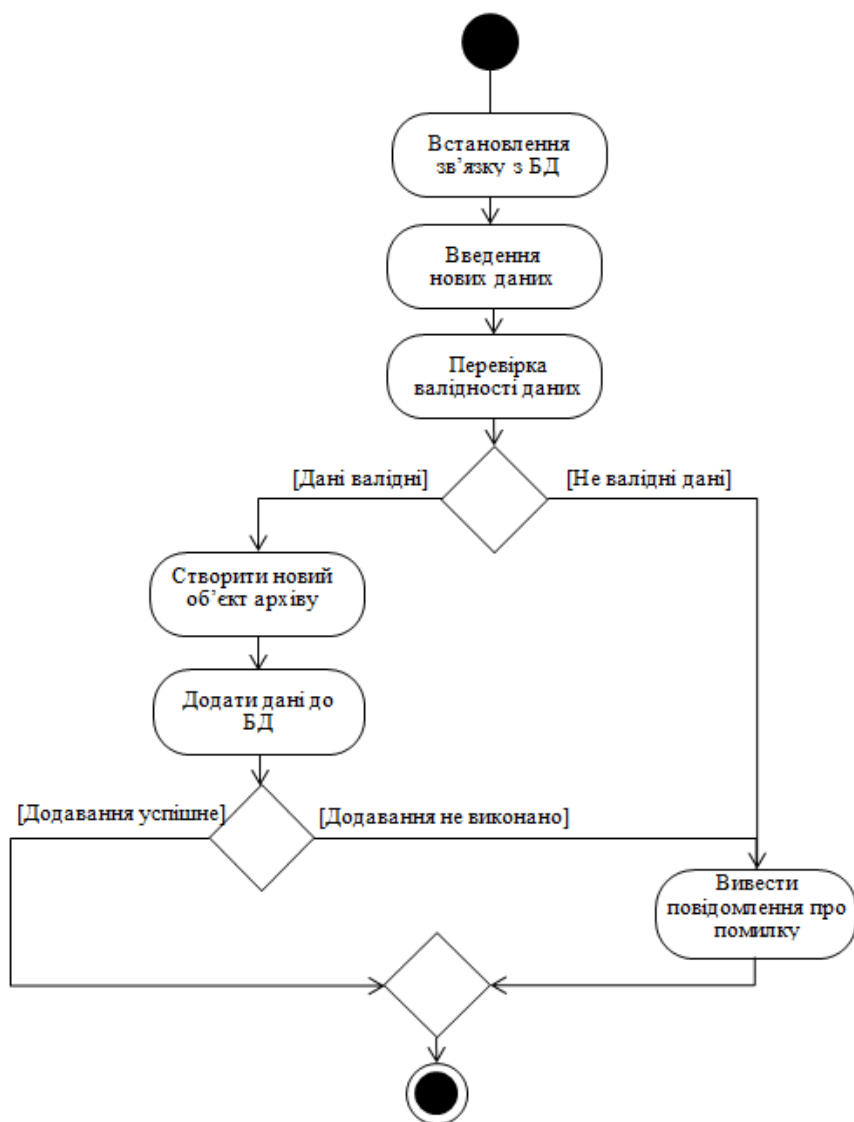 Встановлення
зв’язку з БД
Введення
нових даних
Перевірка
валідності даних
[Дані валідні]
[Не валідні дані]
Створити новий
об’єкт архіву
Додати дані до
БД
[Додавання успішне]
[Додавання не виконано]
Вивести
повідомлення про
помилку